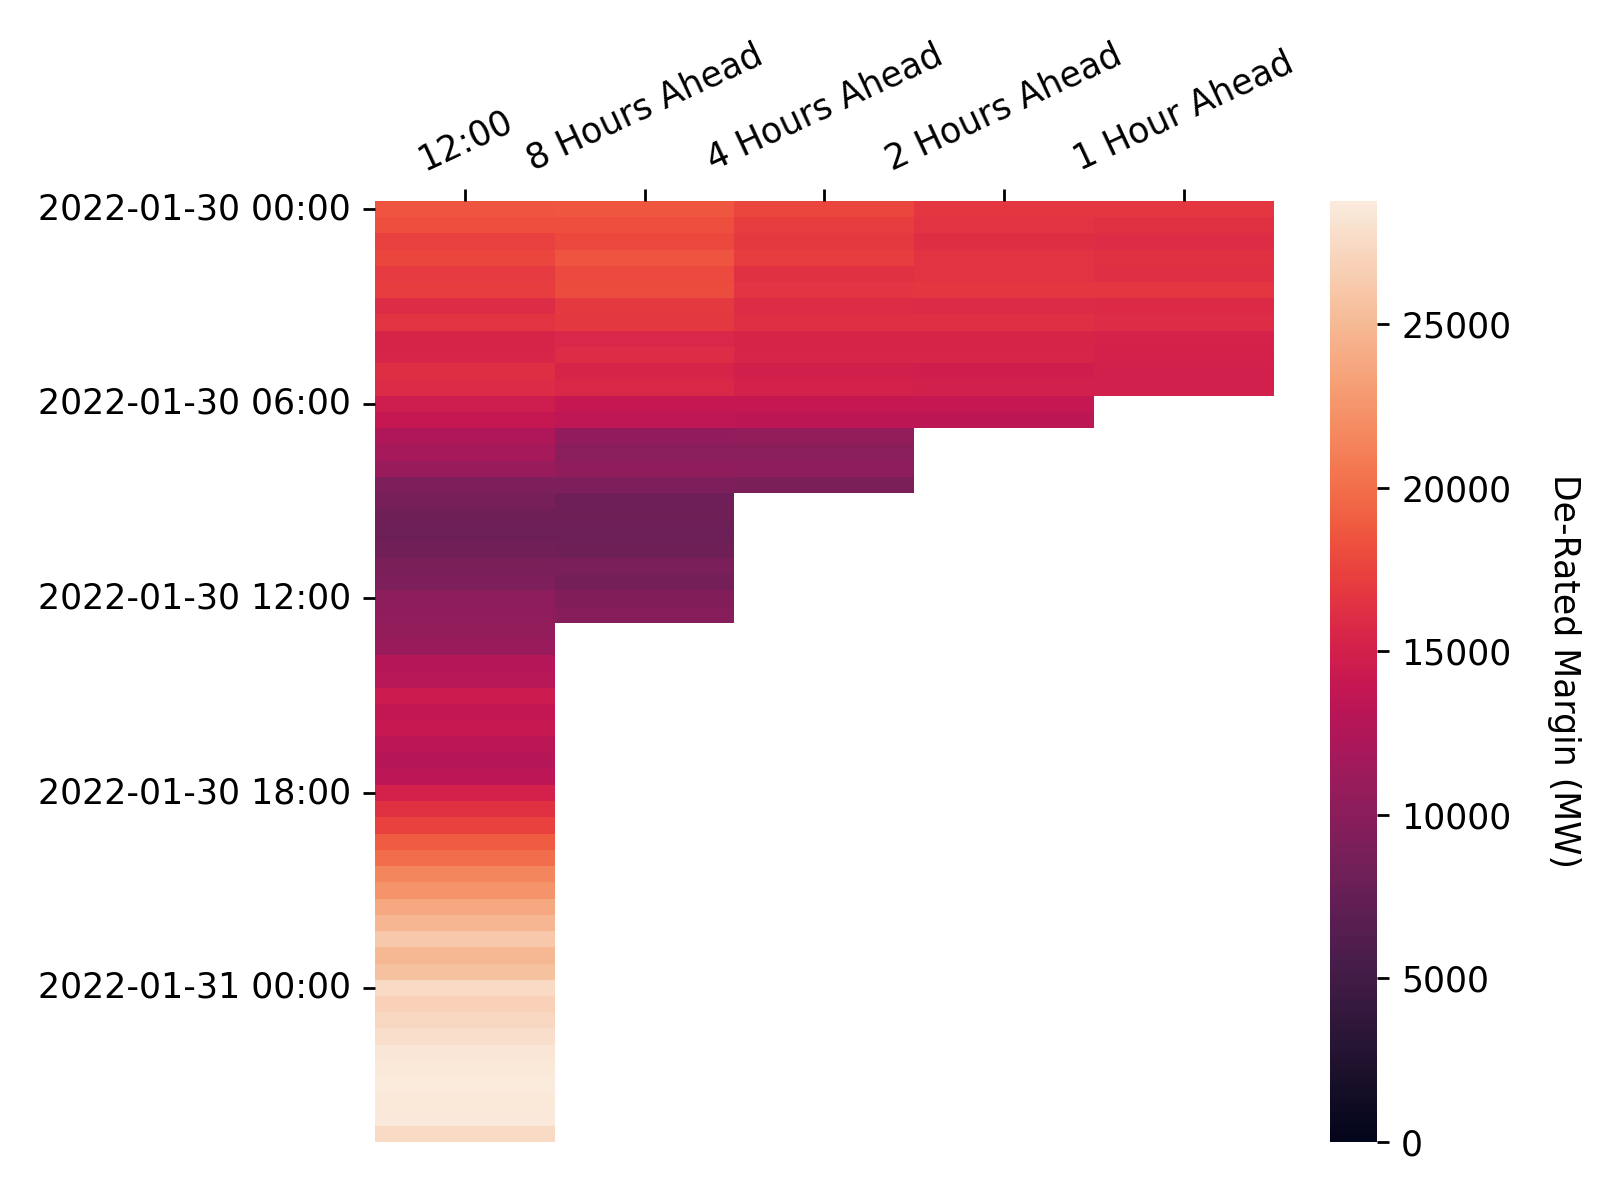 12:00
8 Hours Ahead
4 Hours Ahead
2 Hours Ahead
1 Hour Ahead
2022-01-30 00:00
2022-01-30 06:00
2022-01-30 12:00
2022-01-30 18:00
2022-01-31 00:00
25000
20000
15000
10000
5000
0
De-Rated Margin (MW)